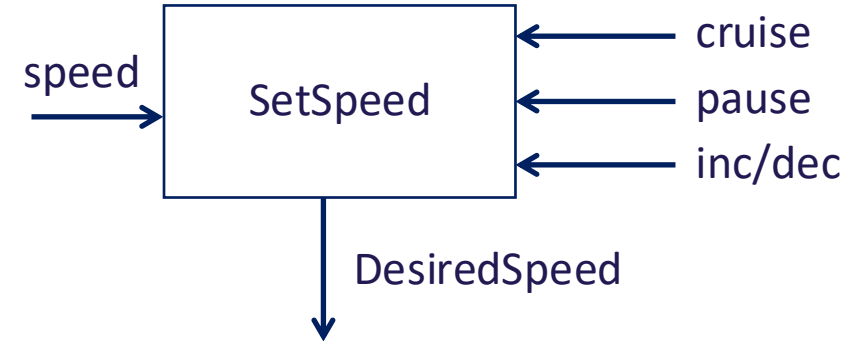 speed
SetSpeed
cruise
pause
inc/dec
DesiredSpeed